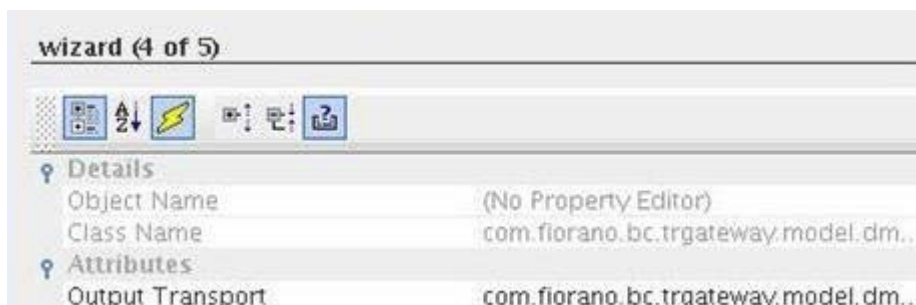 wizard (4 of 5)
Details
Object Name (No Property Editor)
Class Name com.fiorano.bc.trgateway.model.dm..
Attributes
Output Transport com.fiorano.bc.trgateway.model.dm..